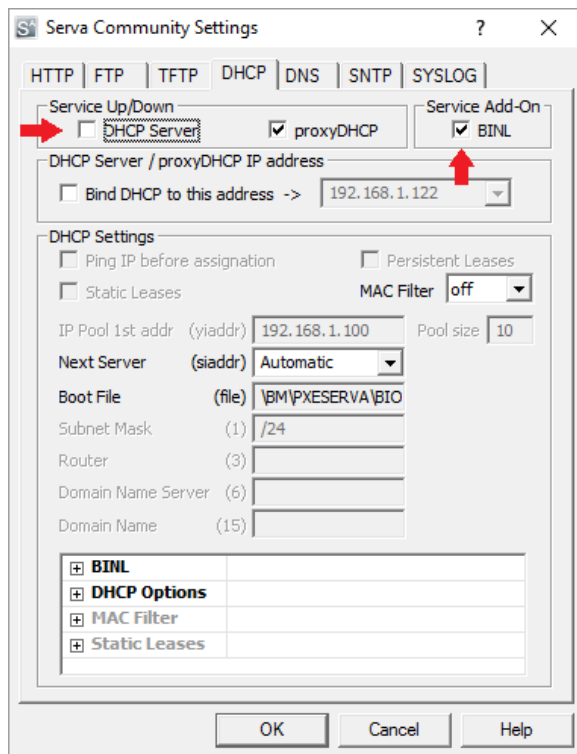 Serva Community Settings ? ×
HTTP FTP TFTP DHCP DNS SNTP SYSLOG
Service Up/Down Service Add-On
DHCP Server proxyDHCP BINL
DHCP Server / proxyDHCP IP address
Bind DHCP to this address -> 192.168.1.122
DHCP Settings
Ping IP before assignation Persistent Leases
Static Leases MAC Filter off
IP Pool 1st addr (yiaddr) 192.168.1.100 Pool size 10
Next Server (siaddr) Automatic
Boot File (file) \BM\PXESERVA\BIO
Subnet Mask (1) /24
Router (3)
Domain Name Server (6)
Domain Name (15)
BINL
DHCP Options
MAC Filter
Static Leases
OK Cancel Help